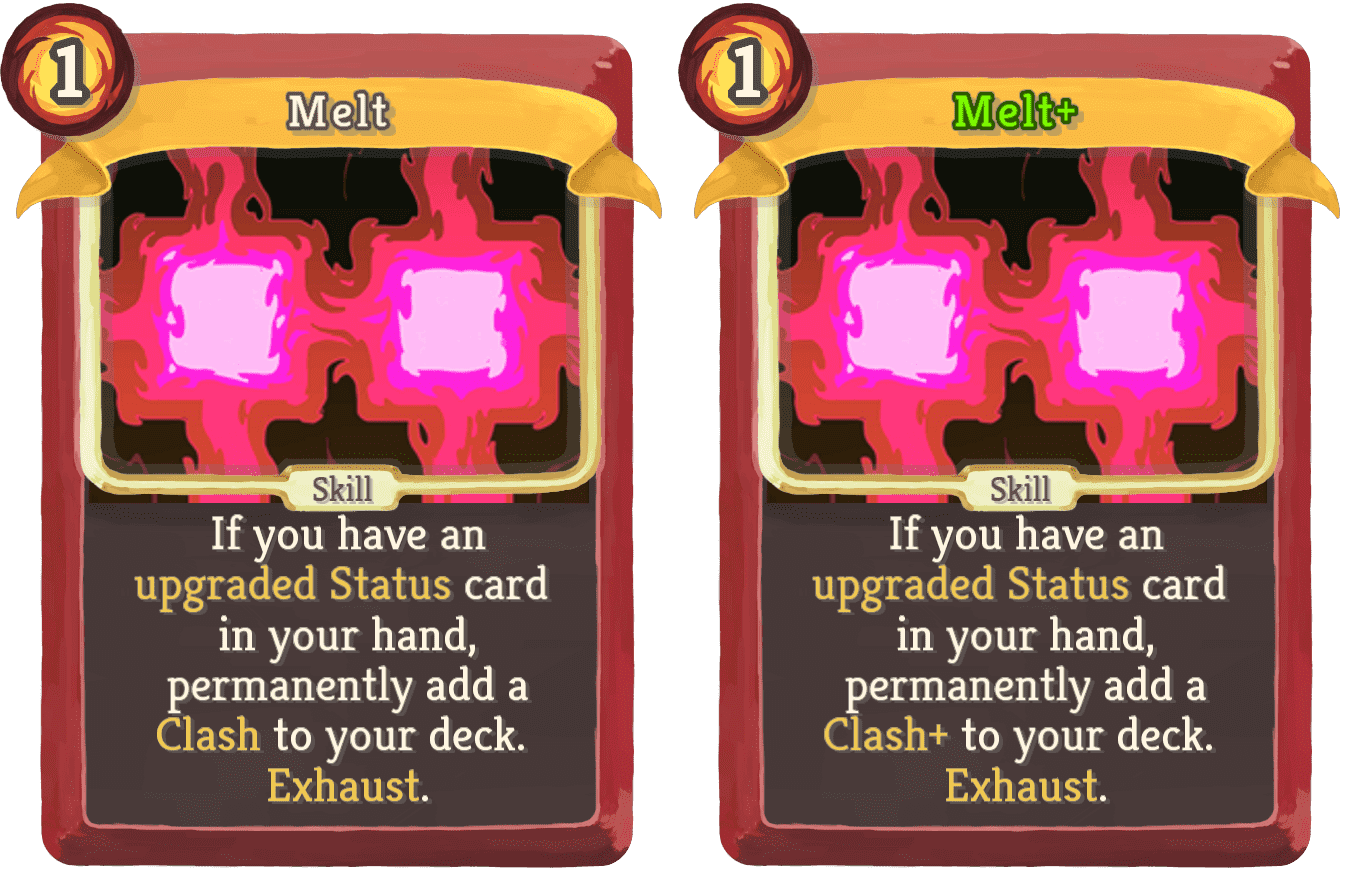 1
Melt
Skill
If you have an
upgraded Status card
in your hand,
permanently add a
Clash to your deck.
Exhaust.
1
Melt+
Skill
If you have an
upgraded Status card
in your hand,
permanently add a
Clash+ to your deck.
Exhaust.